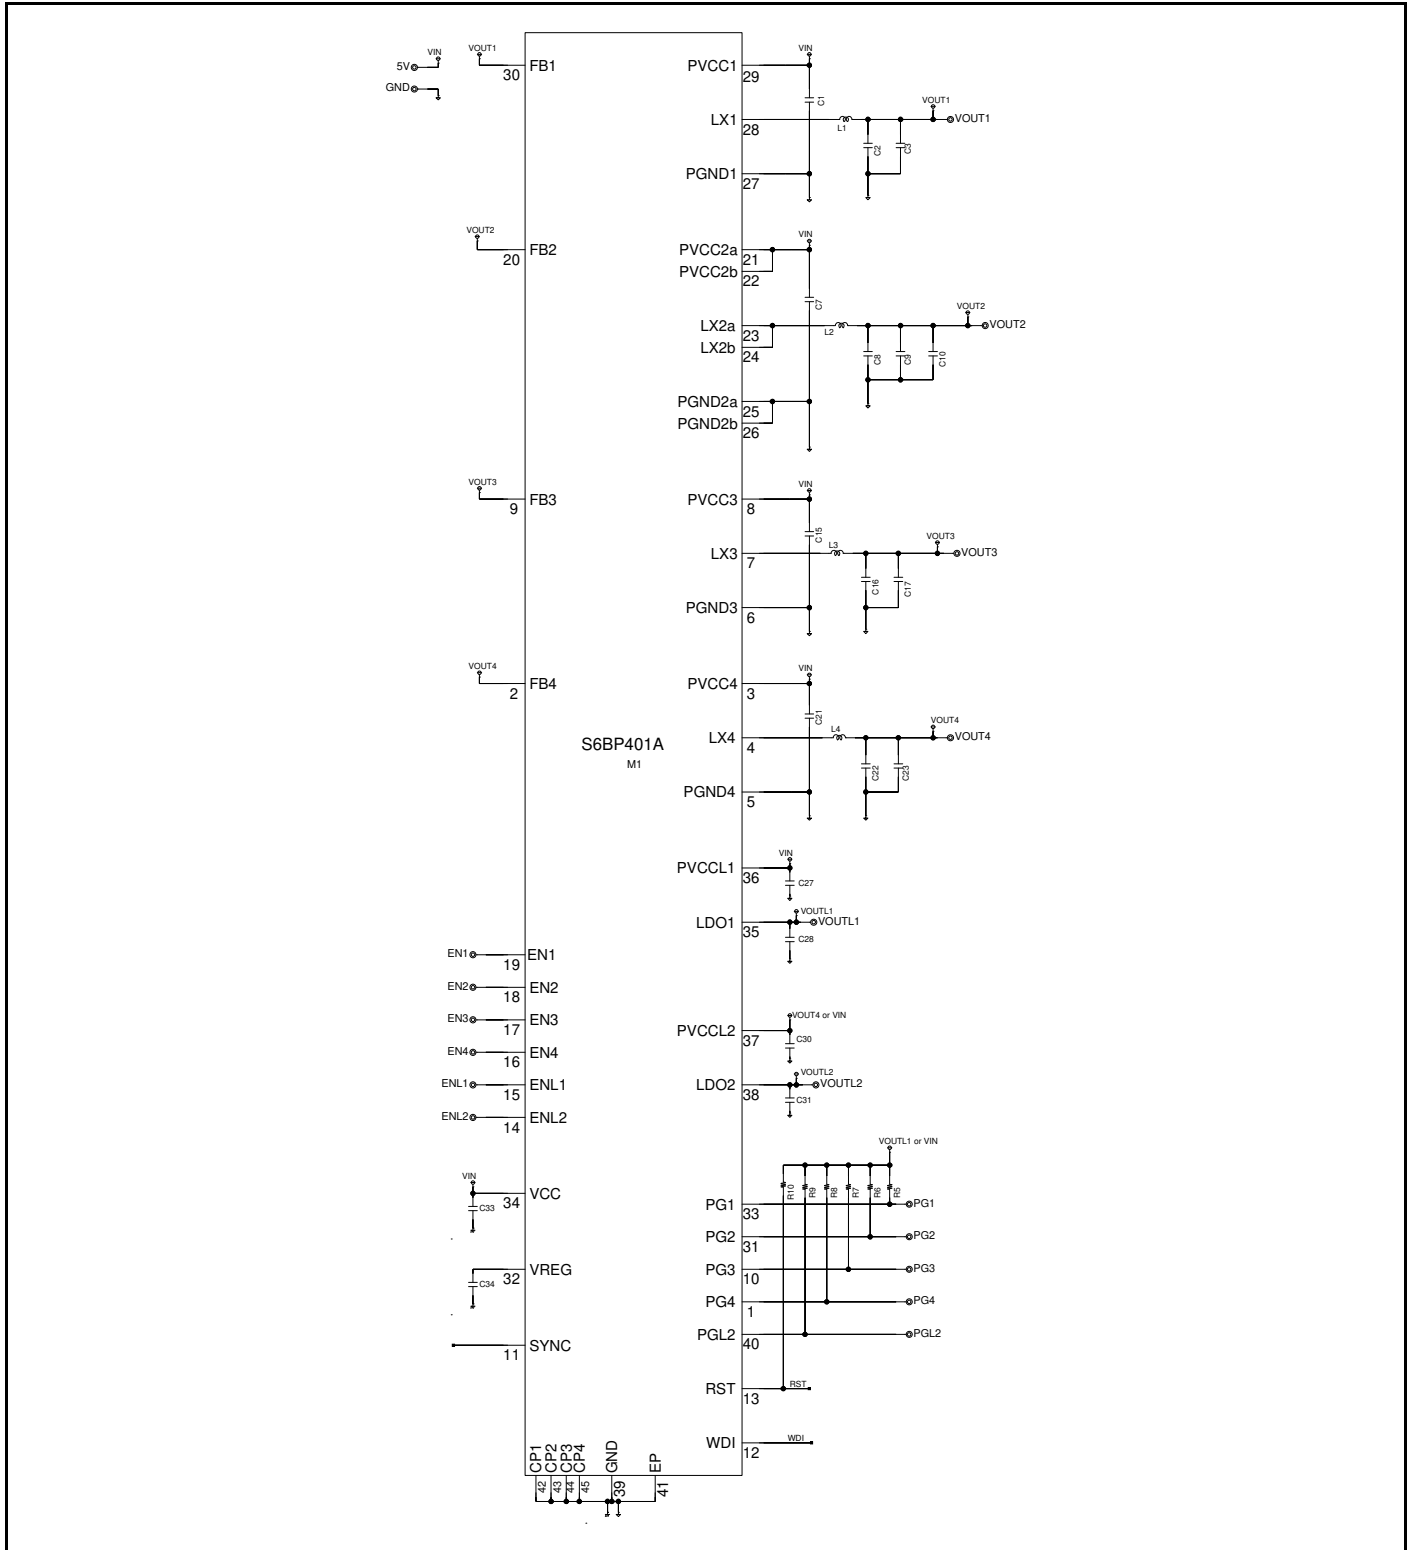 VIN
5V
GND
VOUT1
FB1
30
PVCC1
29
VIN
C1
LX1
28
L1
C2
C3
VOUT1
VOUT1
PGND1
27
VOUT2
FB2
20
PVCC2a
21
PVCC2b
22
VIN
C7
LX2a
23
LX2b
24
L2
C8
C9
C10
VOUT2
VOUT2
PGND2a
25
PGND2b
26
VOUT3
FB3
9
PVCC3
8
VIN
C15
LX3
7
L3
C16
C17
VOUT3
VOUT3
PGND3
6
VOUT4
FB4
2
PVCC4
3
VIN
C21
S6BP401A
M1
LX4
4
L4
C22
C23
VOUT4
VOUT4
PGND4
5
PVCCL1
36
VIN
C27
LDO1
35
VOUTL1
VOUTL1
C28
EN1
EN1
19
EN2
EN2
18
EN3
EN3
17
EN4
EN4
16
ENL1
ENL1
15
ENL2
ENL2
14
PVCCL2
37
VOUT4 or VIN
C30
LDO2
38
VOUTL2
VOUTL2
C31
VIN
VCC
34
C33
VREG
32
C34
SYNC
11
VOUTL1 or VIN
R10
R9
R8
R7
R6
R5
PG1
33
PG1
PG2
31
PG2
PG3
10
PG3
PG4
1
PG4
PGL2
40
PGL2
RST
13
RST
WDI
12
WDI
CP1
CP2
CP3
CP4
GND
EP
42
43
44
45
39
41